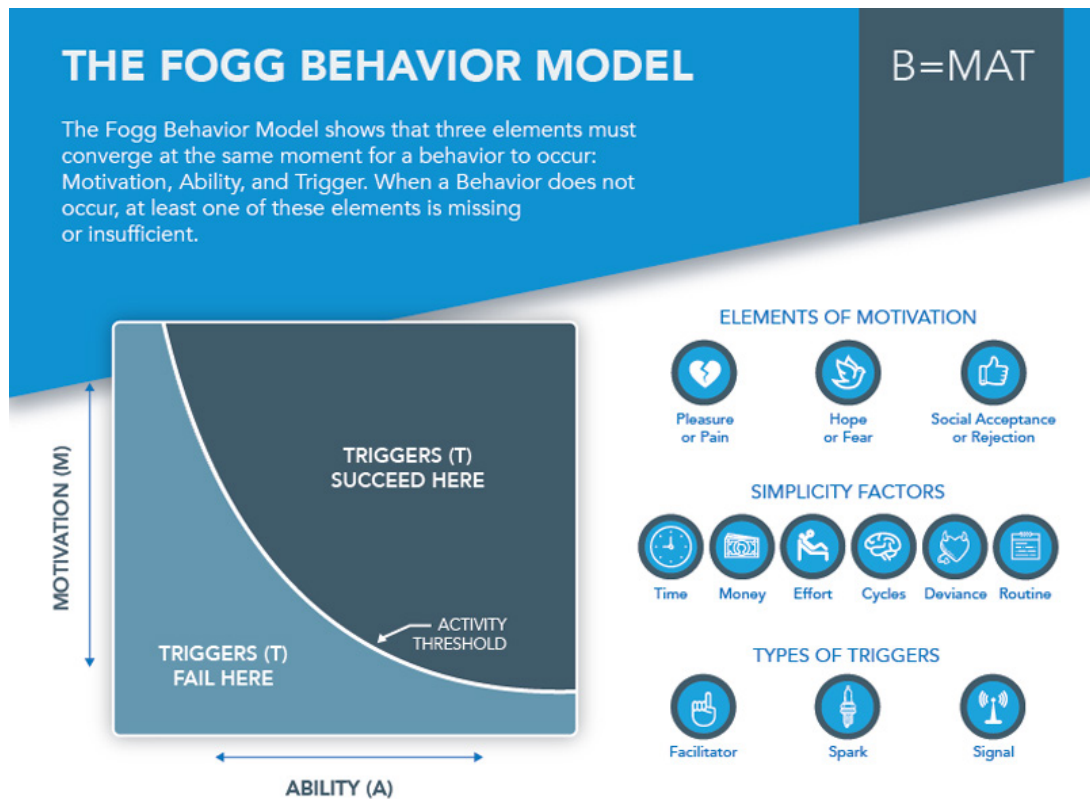 THE FOGG BEHAVIOR MODEL
B=MAT
The Fogg Behavior Model shows that three elements must
converge at the same moment for a behavior to occur:
Motivation, Ability, and Trigger. When a Behavior does not
occur, at least one of these elements is missing
or insufficient.
MOTIVATION (M)
TRIGGERS (T)
SUCCEED HERE
ACTIVITY
THRESHOLD
TRIGGERS (T)
FAIL HERE
ABILITY (A)
ELEMENTS OF MOTIVATION
Pleasure
or Pain
Hope
or Fear
Social Acceptance
or Rejection
SIMPLICITY FACTORS
Time
Money
Effort
Cycles
Deviance
Routine
TYPES OF TRIGGERS
Facilitator
Spark
Signal